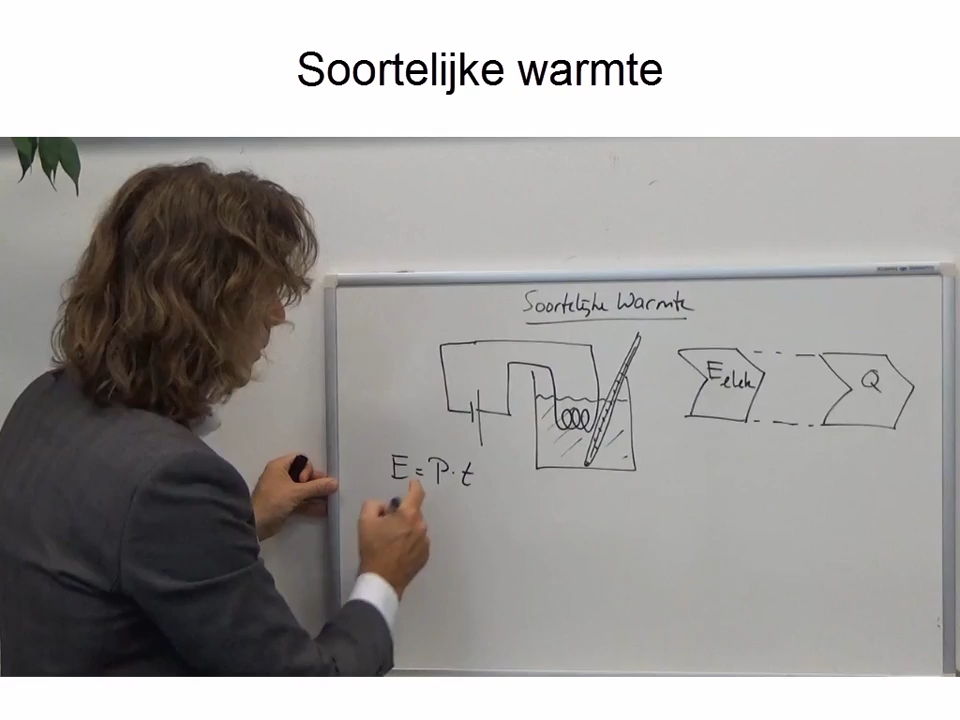 Soortelijke warmte
Soortelijke Warmte
E elek
Q
E = P · t